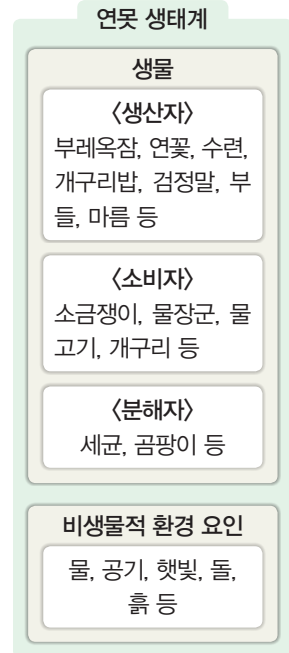 연못 생태계
생물
〈생산자〉
부레옥잠, 연꽃, 수련,
개구리밥, 검정말, 부
들, 마름 등
〈소비자〉
소금쟁이, 물장군, 물
고기, 개구리 등
〈분해자〉
세균, 곰팡이 등
비생물적 환경 요인
물, 공기, 햇빛, 돌,
흙 등